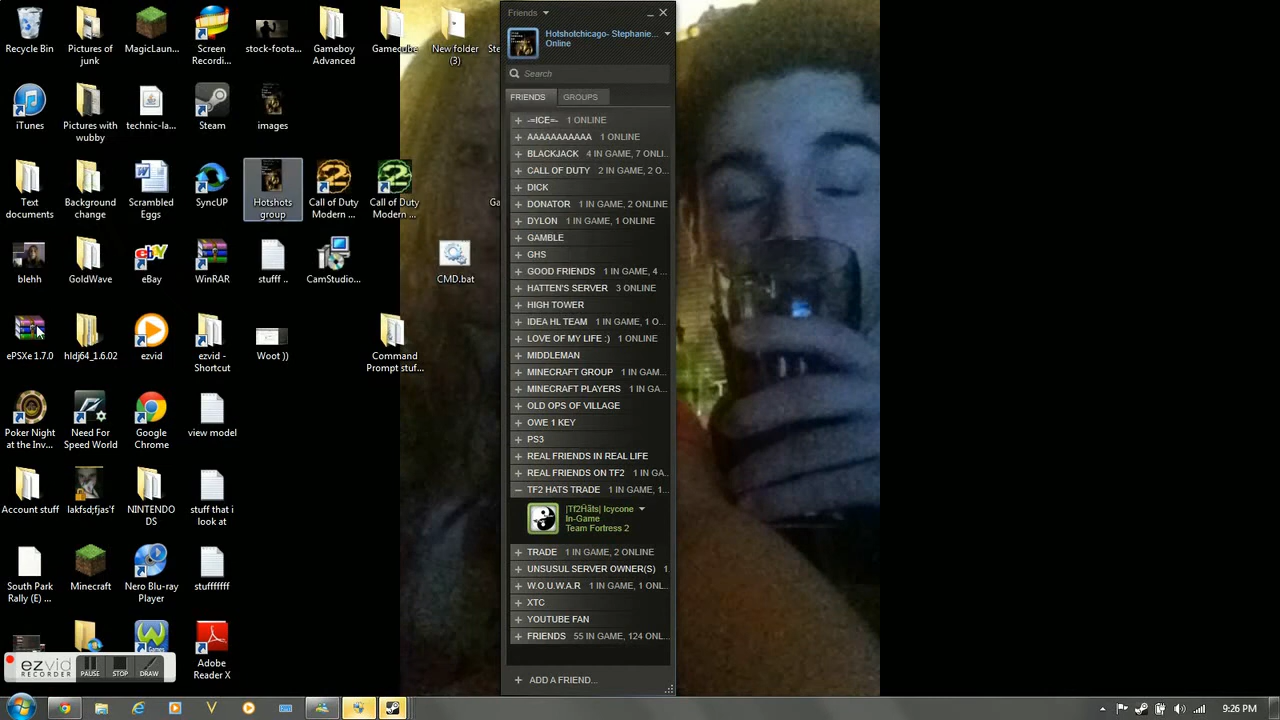 Recycle Bin
Pictures of junk
MagicLaun...
Screen Recordi...
stock-foota...
Gameboy Advanced
Gamecube
New folder (3)
iTunes
Pictures with wubby
technic-la...
Steam
images
Text documents
Background change
Scrambled Eggs
SyncUP
Hotshots group
Call of Duty Modern ...
Call of Duty Modern ...
blehh
GoldWave
eBay
WinRAR
stufff ..
CamStudio...
CMD.bat
ePSXe 1.7.0
hldj64_1.6.02
ezvid
ezvid - Shortcut
Woot ))
Command Prompt stuf...
Poker Night at the Inv...
Need For Speed World
Google Chrome
view model
Account stuff
lakfsd;fjas'f
NINTENDO DS
stuff that i look at
South Park Rally (E) ...
Minecraft
Nero Blu-ray Player
stufffffff
Games
Adobe Reader X
ezvid
RECORDER
PAUSE
STOP
DRAW
Friends
Hotshotchicago- Stephanie...
Online
Search
FRIENDS
GROUPS
-=ICE=- 1 ONLINE
AAAAAAAAAAA 1 ONLINE
BLACKJACK 4 IN GAME, 7 ONLI...
CALL OF DUTY 2 IN GAME, 2 O...
DICK
DONATOR 1 IN GAME, 2 ONLINE
DYLON 1 IN GAME, 1 ONLINE
GAMBLE
GHS
GOOD FRIENDS 1 IN GAME, 4 ...
HATTEN'S SERVER 3 ONLINE
HIGH TOWER
IDEA HL TEAM 1 IN GAME, 1 O...
LOVE OF MY LIFE :) 1 ONLINE
MIDDLEMAN
MINECRAFT GROUP 1 IN GAM...
MINECRAFT PLAYERS 1 IN GA...
OLD OPS OF VILLAGE
OWE 1 KEY
PS3
REAL FRIENDS IN REAL LIFE
REAL FRIENDS ON TF2 1 IN GA...
TF2 HATS TRADE 1 IN GAME, 1...
|Tf2Häts| Icycone
In-Game
Team Fortress 2
TRADE 1 IN GAME, 2 ONLINE
UNSUSUL SERVER OWNER(S) 1
W.O.U.W.A.R 1 IN GAME, 1 ONL...
XTC
YOUTUBE FAN
FRIENDS 55 IN GAME, 124 ONL...
ADD A FRIEND...
9:26 PM